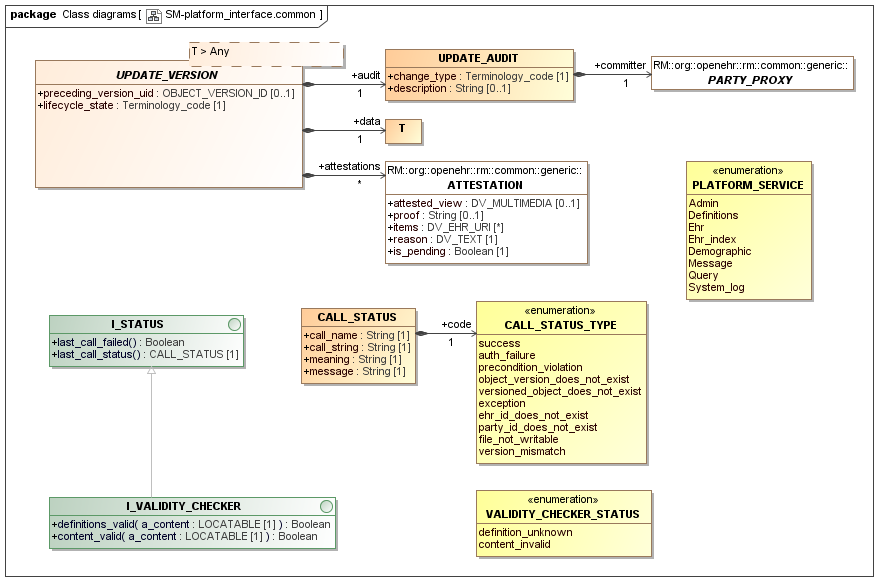 package Class diagrams [ SM-platform_interface.common ]
T > Any
UPDATE_VERSION
+preceding_version_uid : OBJECT_VERSION_ID [0..1]
+lifecycle_state : Terminology_code [1]
+audit
1
UPDATE_AUDIT
+change_type : Terminology_code [1]
+description : String [0..1]
+committer
1
RM::org::openehr::rm::common::generic::
PARTY_PROXY
+data
1
T
+attestations
*
RM::org::openehr::rm::common::generic::
ATTESTATION
+attested_view : DV_MULTIMEDIA [0..1]
+proof : String [0..1]
+items : DV_EHR_URI [*]
+reason : DV_TEXT [1]
+is_pending : Boolean [1]
«enumeration»
PLATFORM_SERVICE
Admin
Definitions
Ehr
Ehr_index
Demographic
Message
Query
System_log
I_STATUS
+last_call_failed() : Boolean
+last_call_status() : CALL_STATUS [1]
CALL_STATUS
+call_name : String [1]
+call_string : String [1]
+meaning : String [1]
+message : String [1]
+code
1
«enumeration»
CALL_STATUS_TYPE
success
auth_failure
precondition_violation
object_version_does_not_exist
versioned_object_does_not_exist
exception
ehr_id_does_not_exist
party_id_does_not_exist
file_not_writable
version_mismatch
I_VALIDITY_CHECKER
+definitions_valid( a_content : LOCATABLE [1] ) : Boolean
+content_valid( a_content : LOCATABLE [1] ) : Boolean
«enumeration»
VALIDITY_CHECKER_STATUS
definition_unknown
content_invalid